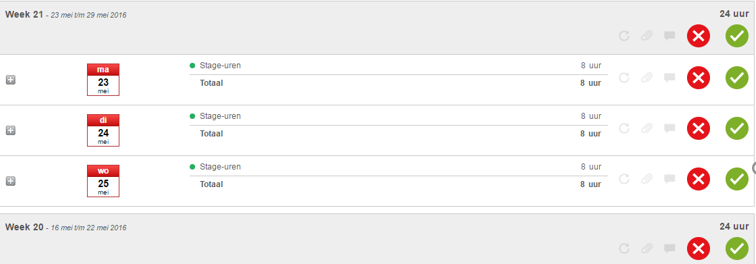 Week 21 - 23 mei t/m 29 mei 2016 24 uur
ma
23
mei
Stage-uren 8 uur
Totaal 8 uur
di
24
mei
Stage-uren 8 uur
Totaal 8 uur
wo
25
mei
Stage-uren 8 uur
Totaal 8 uur
Week 20 - 16 mei t/m 22 mei 2016 24 uur